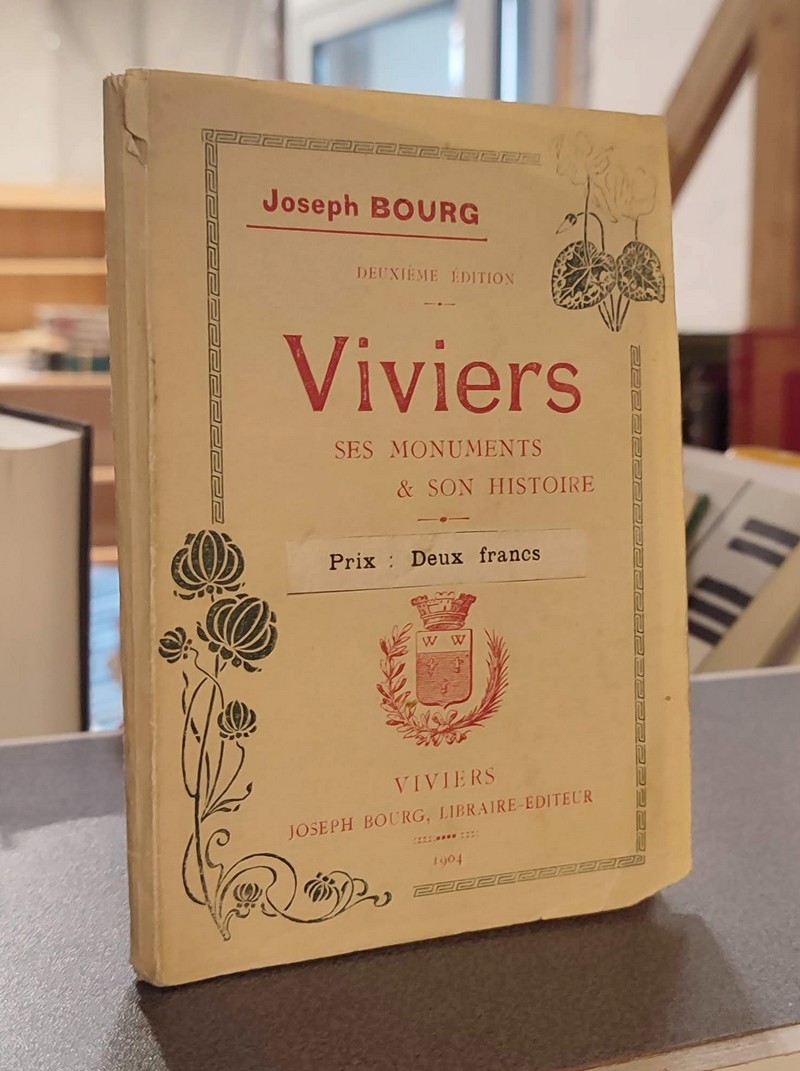 Joseph BOURG
DEUXIÈME ÉDITION
Viviers
SES MONUMENTS
& SON HISTOIRE
Prix : Deux francs
W W
VIVIERS
JOSEPH BOURG, LIBRAIRE-EDITEUR
1904